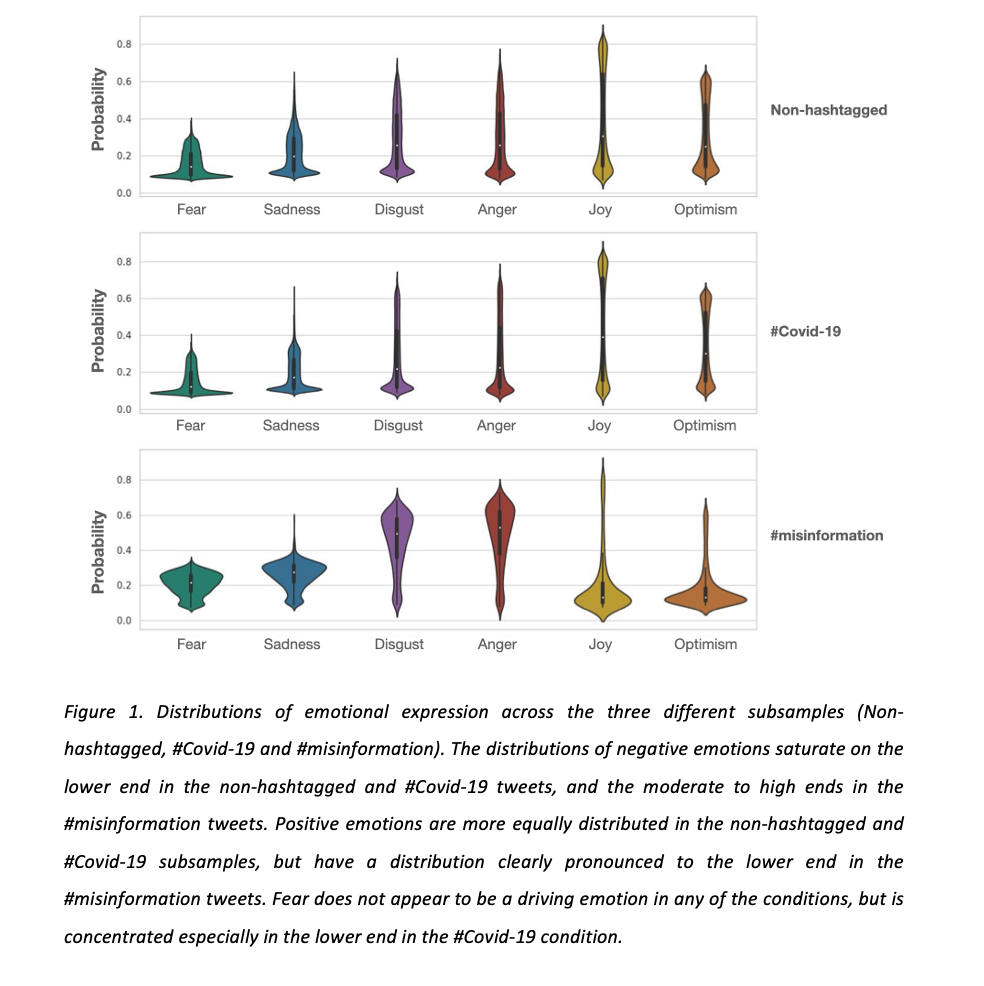 0.8
0.6
0.4
0.2
0.0
Probability
Non-hashtagged
Fear Sadness Disgust Anger Joy Optimism
0.8
0.6
0.4
0.2
0.0
Probability
#Covid-19
Fear Sadness Disgust Anger Joy Optimism
0.8
0.6
0.4
0.2
0.0
Probability
#misinformation
Fear Sadness Disgust Anger Joy Optimism
Figure 1. Distributions of emotional expression across the three different subsamples (Non-
hashtagged, #Covid-19 and #misinformation). The distributions of negative emotions saturate on the
lower end in the non-hashtagged and #Covid-19 tweets, and the moderate to high ends in the
#misinformation tweets. Positive emotions are more equally distributed in the non-hashtagged and
#Covid-19 subsamples, but have a distribution clearly pronounced to the lower end in the
#misinformation tweets. Fear does not appear to be a driving emotion in any of the conditions, but is
concentrated especially in the lower end in the #Covid-19 condition.